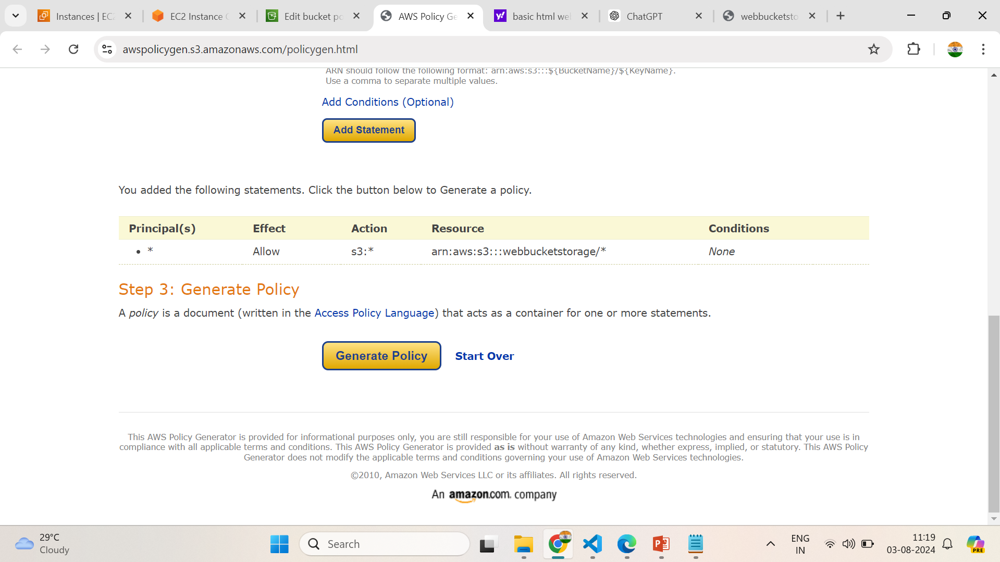 Instances | EC2
EC2 Instance C
Edit bucket po
AWS Policy Ge
basic html wel
ChatGPT
webbucketsto
awspolicygen.s3.amazonaws.com/policygen.html
ARN should follow the following format: arn:aws:s3:::${BucketName}/${KeyName}.
Use a comma to separate multiple values.
Add Conditions (Optional)
Add Statement
You added the following statements. Click the button below to Generate a policy.
Principal(s) Effect Action Resource Conditions
• * Allow s3:* arn:aws:s3:::webbucketstorage/* None
Step 3: Generate Policy
A policy is a document (written in the Access Policy Language) that acts as a container for one or more statements.
Generate Policy Start Over
This AWS Policy Generator is provided for informational purposes only, you are still responsible for your use of Amazon Web Services technologies and ensuring that your use is in
compliance with all applicable terms and conditions. This AWS Policy Generator is provided as is without warranty of any kind, whether express, implied, or statutory. This AWS Policy
Generator does not modify the applicable terms and conditions governing your use of Amazon Web Services technologies.
©2010, Amazon Web Services LLC or its affiliates. All rights reserved.
An amazon.com. company
29°C
Cloudy
Search
ENG
IN
11:19
03-08-2024
PRE